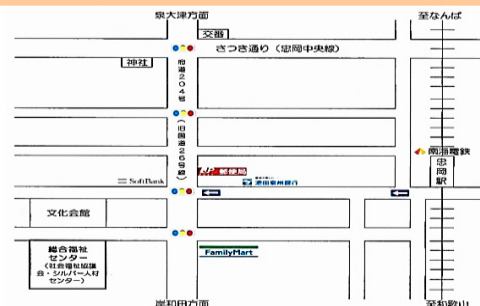 泉大津方面
至なんば
交番
さつき通り（忠岡中央線）
神社
府道204号
（旧国道26号線）
南海電鉄
忠岡駅
SoftBank
郵便局
池田泉州銀行
文化会館
総合福祉
センター
（社会福祉協議
会・シルバー人材
センター）
FamilyMart
岸和田方面
至和歌山